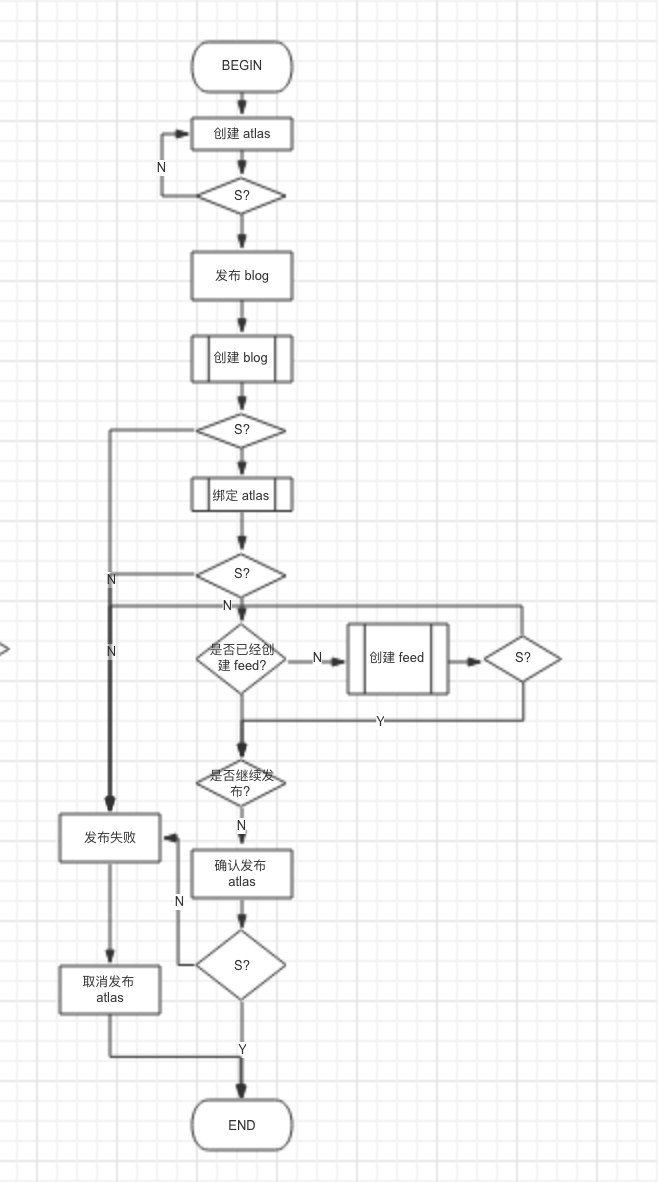 BEGIN
创建 atlas
N
S?
发布 blog
创建 blog
S?
绑定 atlas
S?
N
N
是否已经创
建 feed?
N
创建 feed
S?
N
Y
是否继续发
布?
N
发布失败
确认发布
atlas
N
S?
取消发布
atlas
Y
END